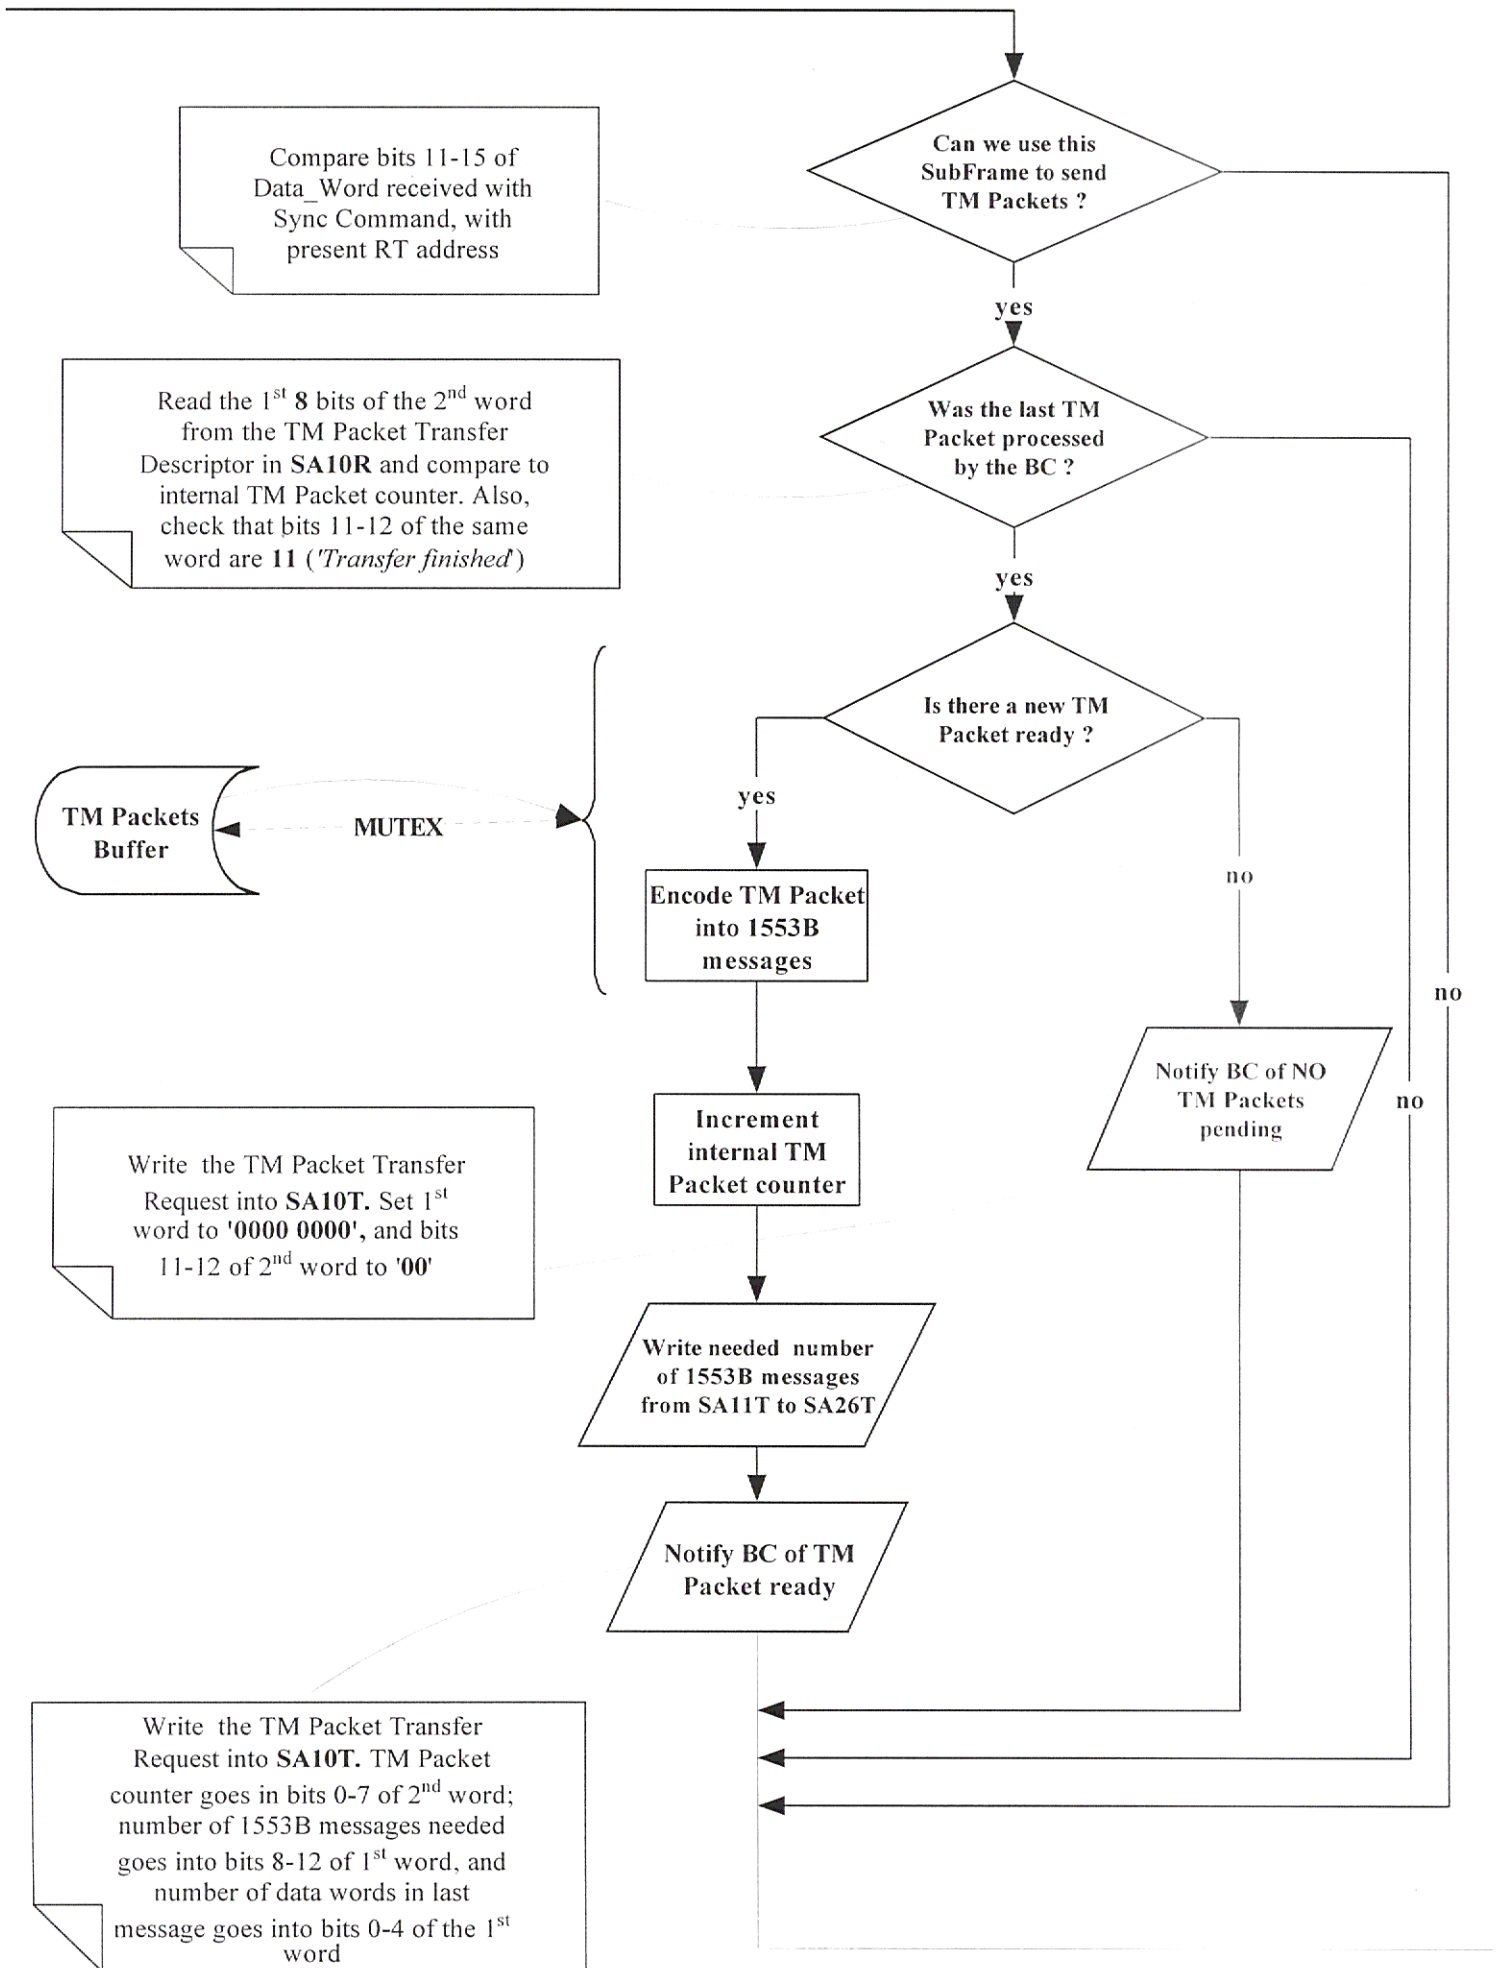 Can we use this
SubFrame to send
TM Packets ?
Compare bits 11-15 of
Data_Word received with
Sync Command, with
present RT address
yes
Read the 1st 8 bits of the 2nd word
from the TM Packet Transfer
Descriptor in SA10R and compare to
internal TM Packet counter. Also,
check that bits 11-12 of the same
word are 11 ('Transfer finished')
Was the last TM
Packet processed
by the BC ?
yes
Is there a new TM
Packet ready ?
TM Packets
Buffer
MUTEX
yes
no
Encode TM Packet
into 1553B
messages
no
Notify BC of NO
TM Packets
pending
no
Increment
internal TM
Packet counter
Write the TM Packet Transfer
Request into SA10T. Set 1st
word to '0000 0000', and bits
11-12 of 2nd word to '00'
Write needed number
of 1553B messages
from SA11T to SA26T
Notify BC of TM
Packet ready
Write the TM Packet Transfer
Request into SA10T. TM Packet
counter goes in bits 0-7 of 2nd word;
number of 1553B messages needed
goes into bits 8-12 of 1st word, and
number of data words in last
message goes into bits 0-4 of the 1st
word